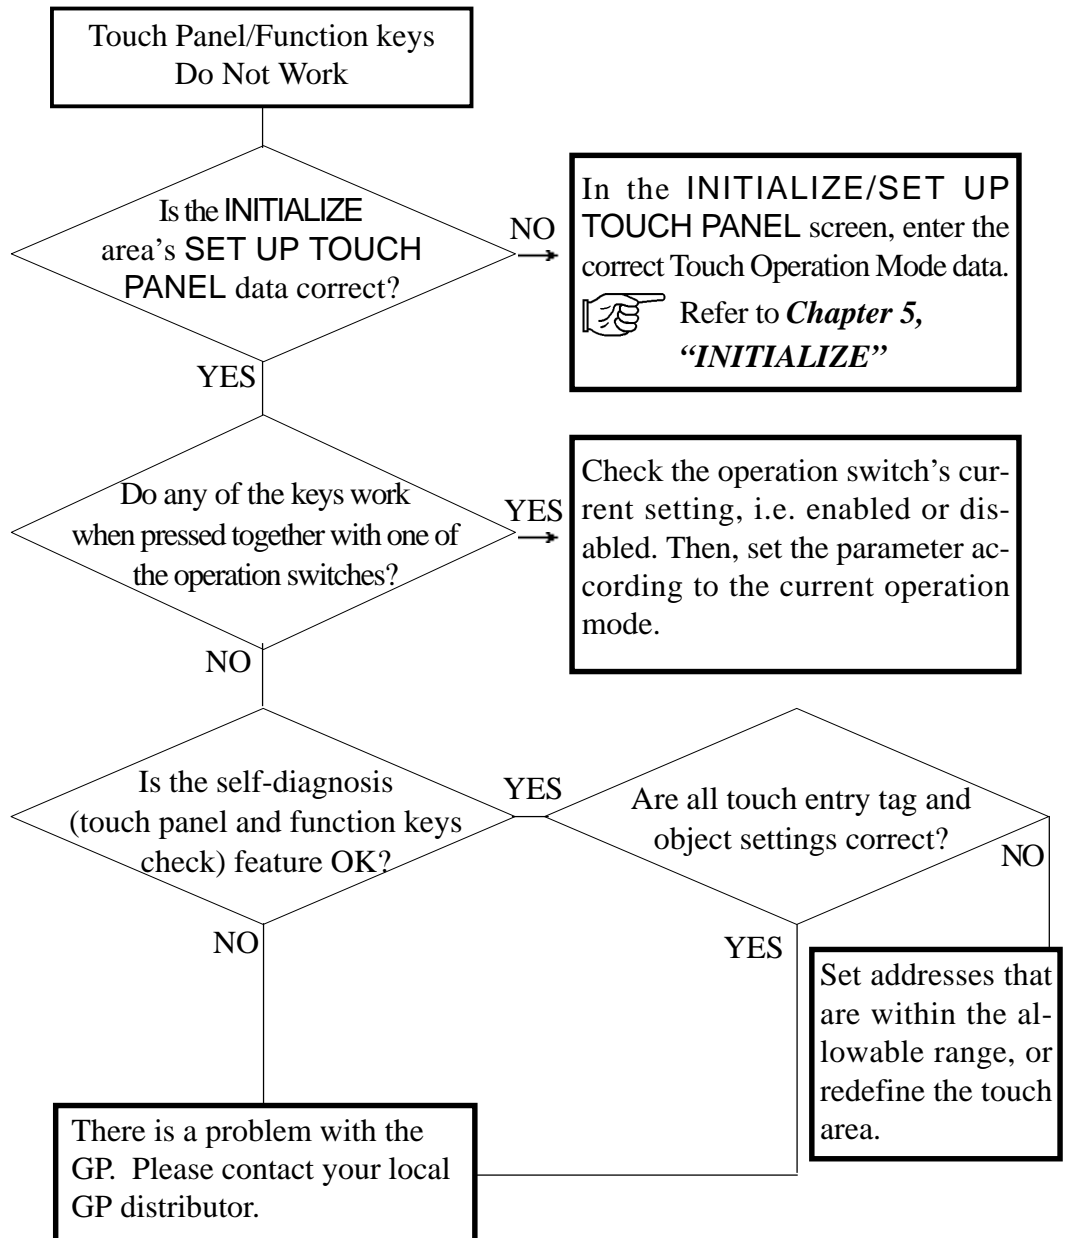 Touch Panel/Function keys
Do Not Work
Is the INITIALIZE
area's SET UP TOUCH
PANEL data correct?
NO
In the INITIALIZE/SET UP
TOUCH PANEL screen, enter the
correct Touch Operation Mode data.
Refer to Chapter 5,
“INITIALIZE”
YES
Do any of the keys work
when pressed together with one of
the operation switches?
YES
Check the operation switch's cur-
rent setting, i.e. enabled or dis-
abled. Then, set the parameter ac-
cording to the current operation
mode.
NO
Is the self-diagnosis
(touch panel and function keys
check) feature OK?
YES
Are all touch entry tag and
object settings correct?
NO
NO
YES
Set addresses that
are within the al-
lowable range, or
redefine the touch
area.
There is a problem with the
GP. Please contact your local
GP distributor.